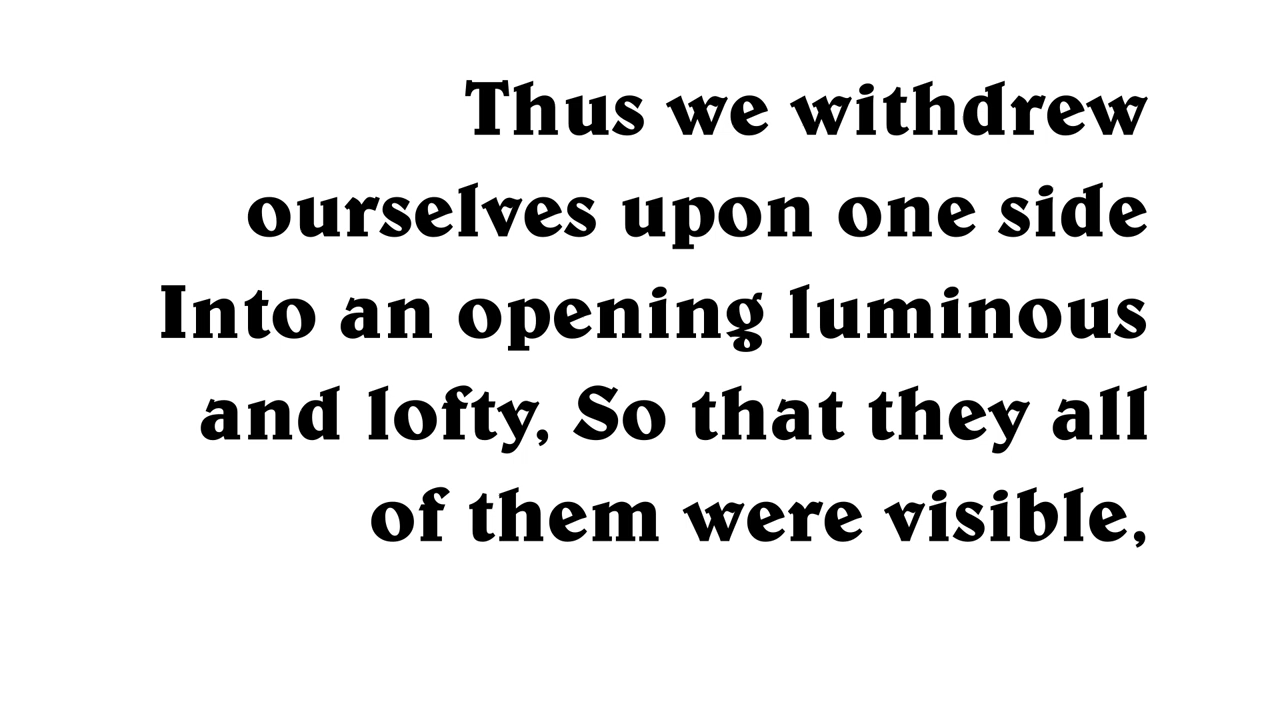 Thus we withdrew
ourselves upon one side
Into an opening luminous
and lofty, So that they all
of them were visible,